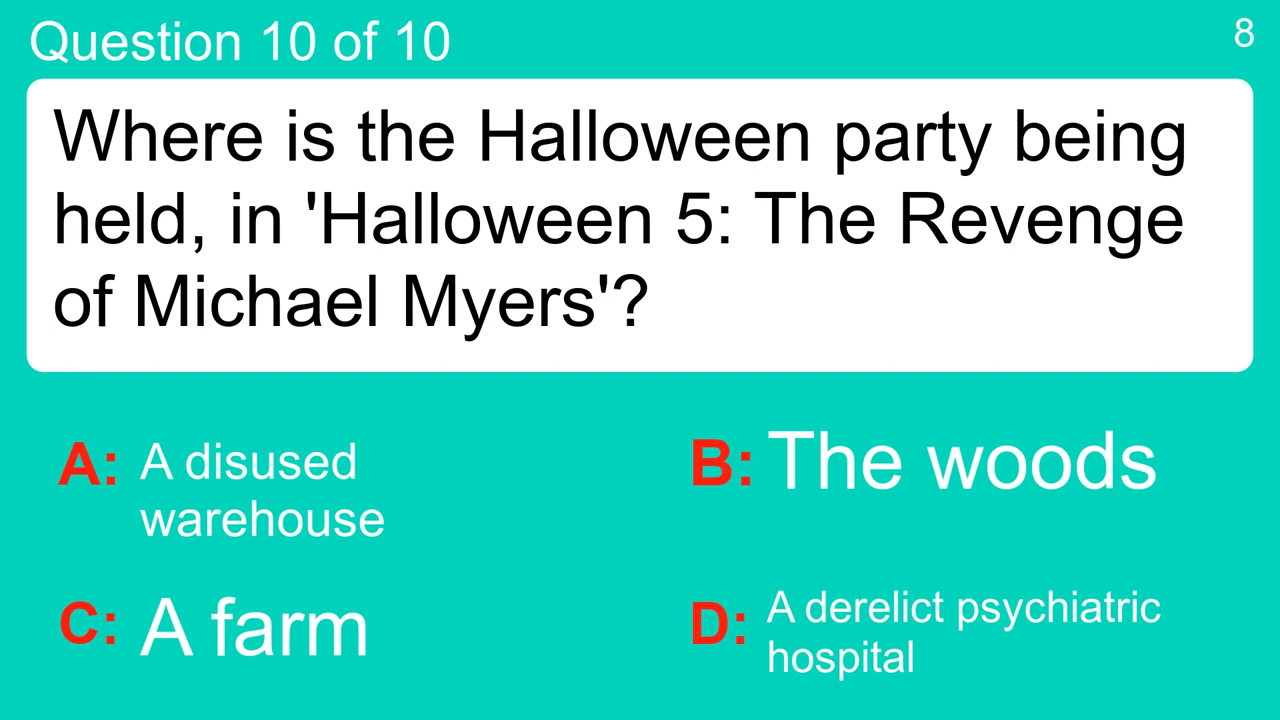 Question 10 of 10
8
Where is the Halloween party being
held, in 'Halloween 5: The Revenge
of Michael Myers'?
A: A disused
warehouse
B: The woods
C: A farm
D: A derelict psychiatric
hospital